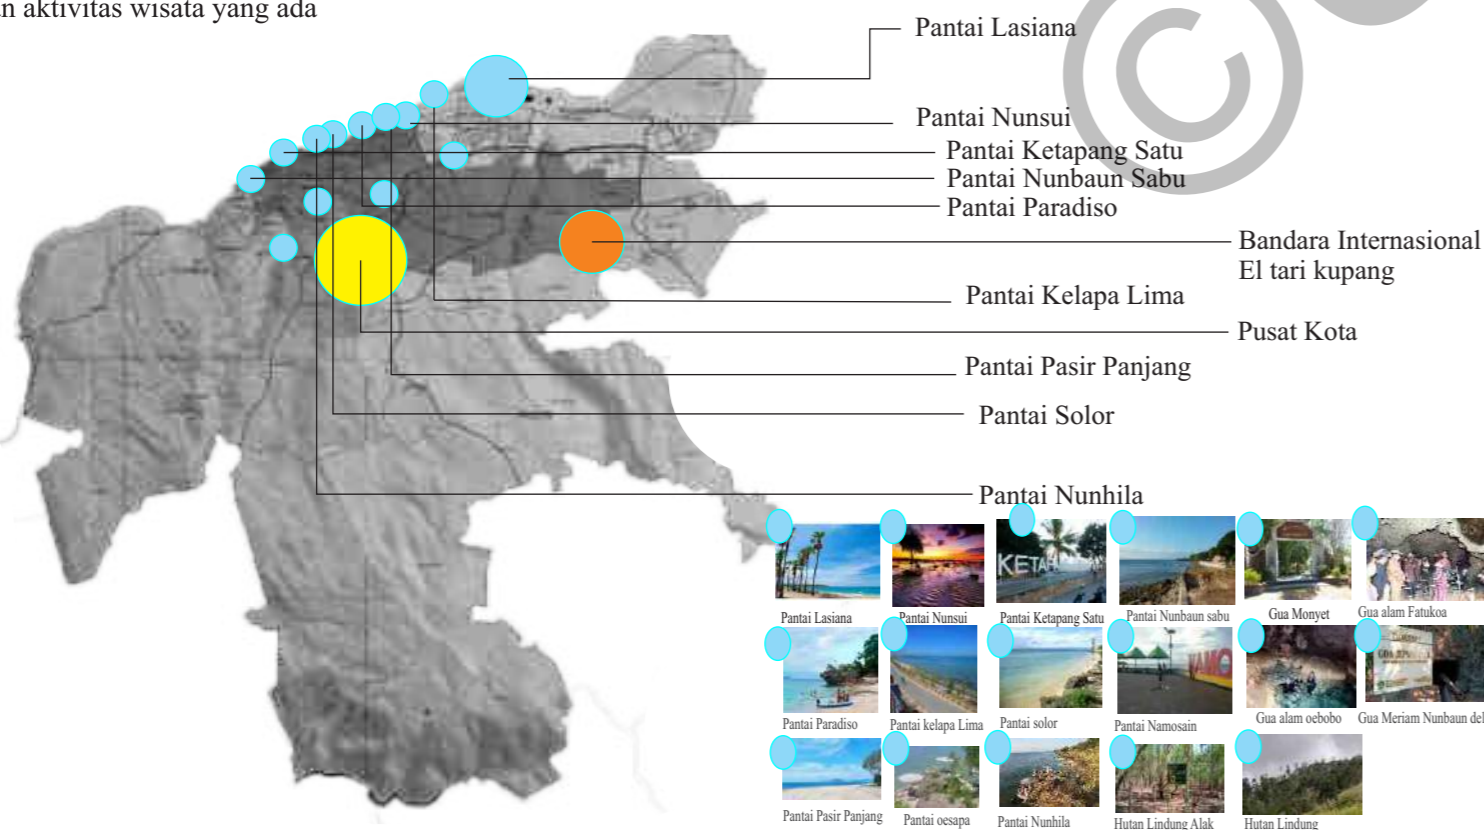 an aktivitas wisata yang ada
Pantai Lasiana
Pantai Nunsui
Pantai Ketapang Satu
Pantai Nunbaun Sabu
Pantai Paradiso
Bandara Internasional
El tari kupang
Pantai Kelapa Lima
Pusat Kota
Pantai Pasir Panjang
Pantai Solor
Pantai Nunhila
KETAP
Pantai Lasiana
Pantai Nunsui
Pantai Ketapang Satu
Pantai Nunbaun sabu
Gua Monyet
Gua alam Fatukoa
NAMO
Pantai Paradiso
Pantai kelapa Lima
Pantai solor
Pantai Namosain
Gua alam oebobo
Gua Meriam Nunbaun del
Pantai Pasir Panjang
Pantai oesapa
Pantai Nunhila
Hutan Lindung Alak
Hutan Lindung